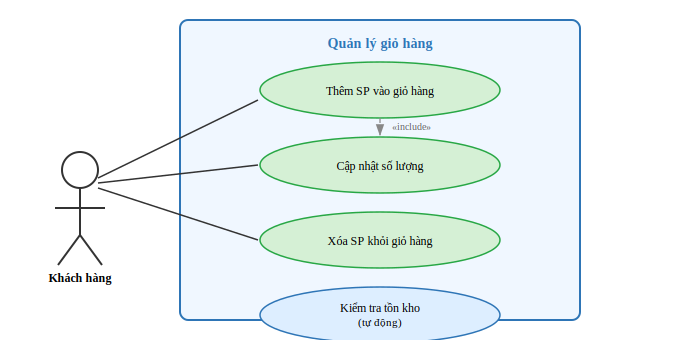 Quản lý giỏ hàng
Thêm SP vào giỏ hàng
«include»
Cập nhật số lượng
Xóa SP khỏi giỏ hàng
Khách hàng
Kiểm tra tồn kho
(tự động)